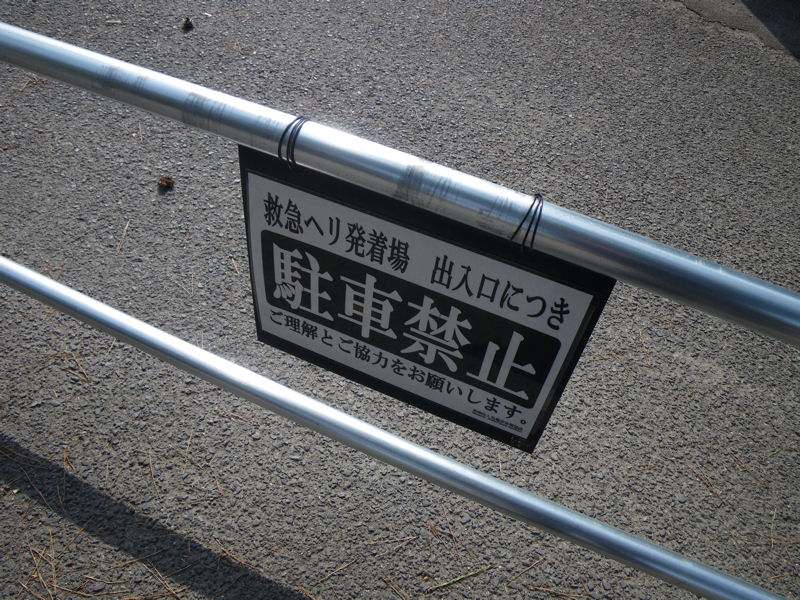 救急ヘリ発着場　出入口につき
駐車禁止
ご理解とご協力をお願いします。